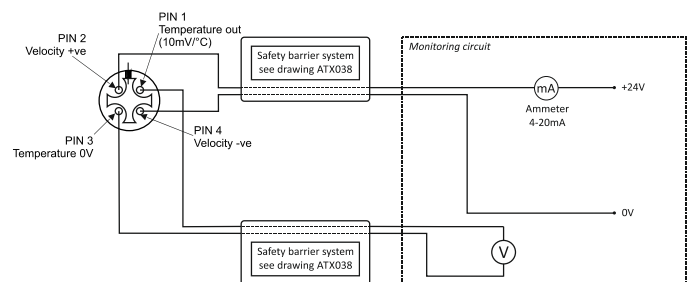 PIN 1
Temperature out
(10mV/°C)
PIN 2
Velocity +ve
Safety barrier system
see drawing ATX038
Monitoring circuit
mA
+24V
Ammeter
4-20mA
PIN 4
Velocity -ve
PIN 3
Temperature 0V
0V
Safety barrier system
see drawing ATX038
V